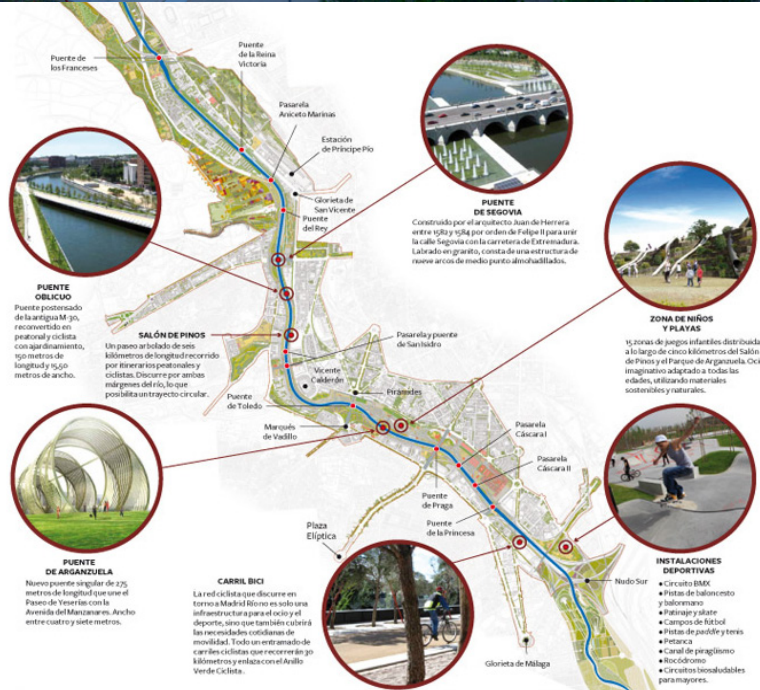 Puente de
los Franceses
Puente
de la Reina
Victoria
Pasarela
Aniceto Marinas
Estación
de Príncipe Pío
Glorieta de
San Vicente
Puente
del Rey
PUENTE
DE SEGOVIA
Construido por el arquitecto Juan de Herrera
entre 1582 y 1584 por orden de Felipe II para unir
la calle Segovia con la carretera de Extremadura.
Labrado en granito, consta de una estructura de
nueve arcos de medio punto almohadillados.
PUENTE
OBLICUO
Puente postensado
de la antigua M-30,
reconvertido en
peatonal y ciclista
con ajardinamiento,
150 metros de
longitud y 15,50
metros de ancho.
SALÓN DE PINOS
Un paseo arbolado de seis
kilómetros de longitud recorrido
por itinerarios peatonales y
ciclistas. Discurre por ambas
márgenes del río, lo que
posibilita un trayecto circular.
ZONA DE NIÑOS
Y PLAYAS
15 zonas de juegos infantiles distribuida
a lo largo de cinco kilómetros del Salón
de Pinos y el Parque de Arganzuela. Oci
imaginativo adaptado a todas las
edades, utilizando materiales
sostenibles y naturales.
Pasarela y puente
de San Isidro
Vicente
Calderón
Pirámides
Puente
de Toledo
Marqués
de Vadillo
Pasarela
Cáscara I
Pasarela
Cáscara II
Puente
de Praga
Puente
de la Princesa
Plaza
Elíptica
Nudo Sur
Glorieta de Málaga
PUENTE
DE ARGANZUELA
Nuevo puente singular de 275
metros de longitud que une el
Paseo de Yeserías con la
Avenida del Manzanares. Ancho
entre cuatro y siete metros.
CARRIL BICI
La red ciclista que discurre en
torno a Madrid Río no es solo una
infraestructura para el ocio y el
deporte, sino que también cubrirá
las necesidades cotidianas de
movilidad. Todo un entramado de
carriles ciclistas que recorrerán 30
kilómetros y enlaza con el Anillo
Verde Ciclista.
INSTALACIONES
DEPORTIVAS
• Circuito BMX
• Pistas de baloncesto
y balonmano
• Patinaje y skate
• Campos de fútbol
• Pistas de paddle y tenis
• Petanca
• Canal de piragüismo
• Rocódromo
• Circuitos biosaludables
para mayores.